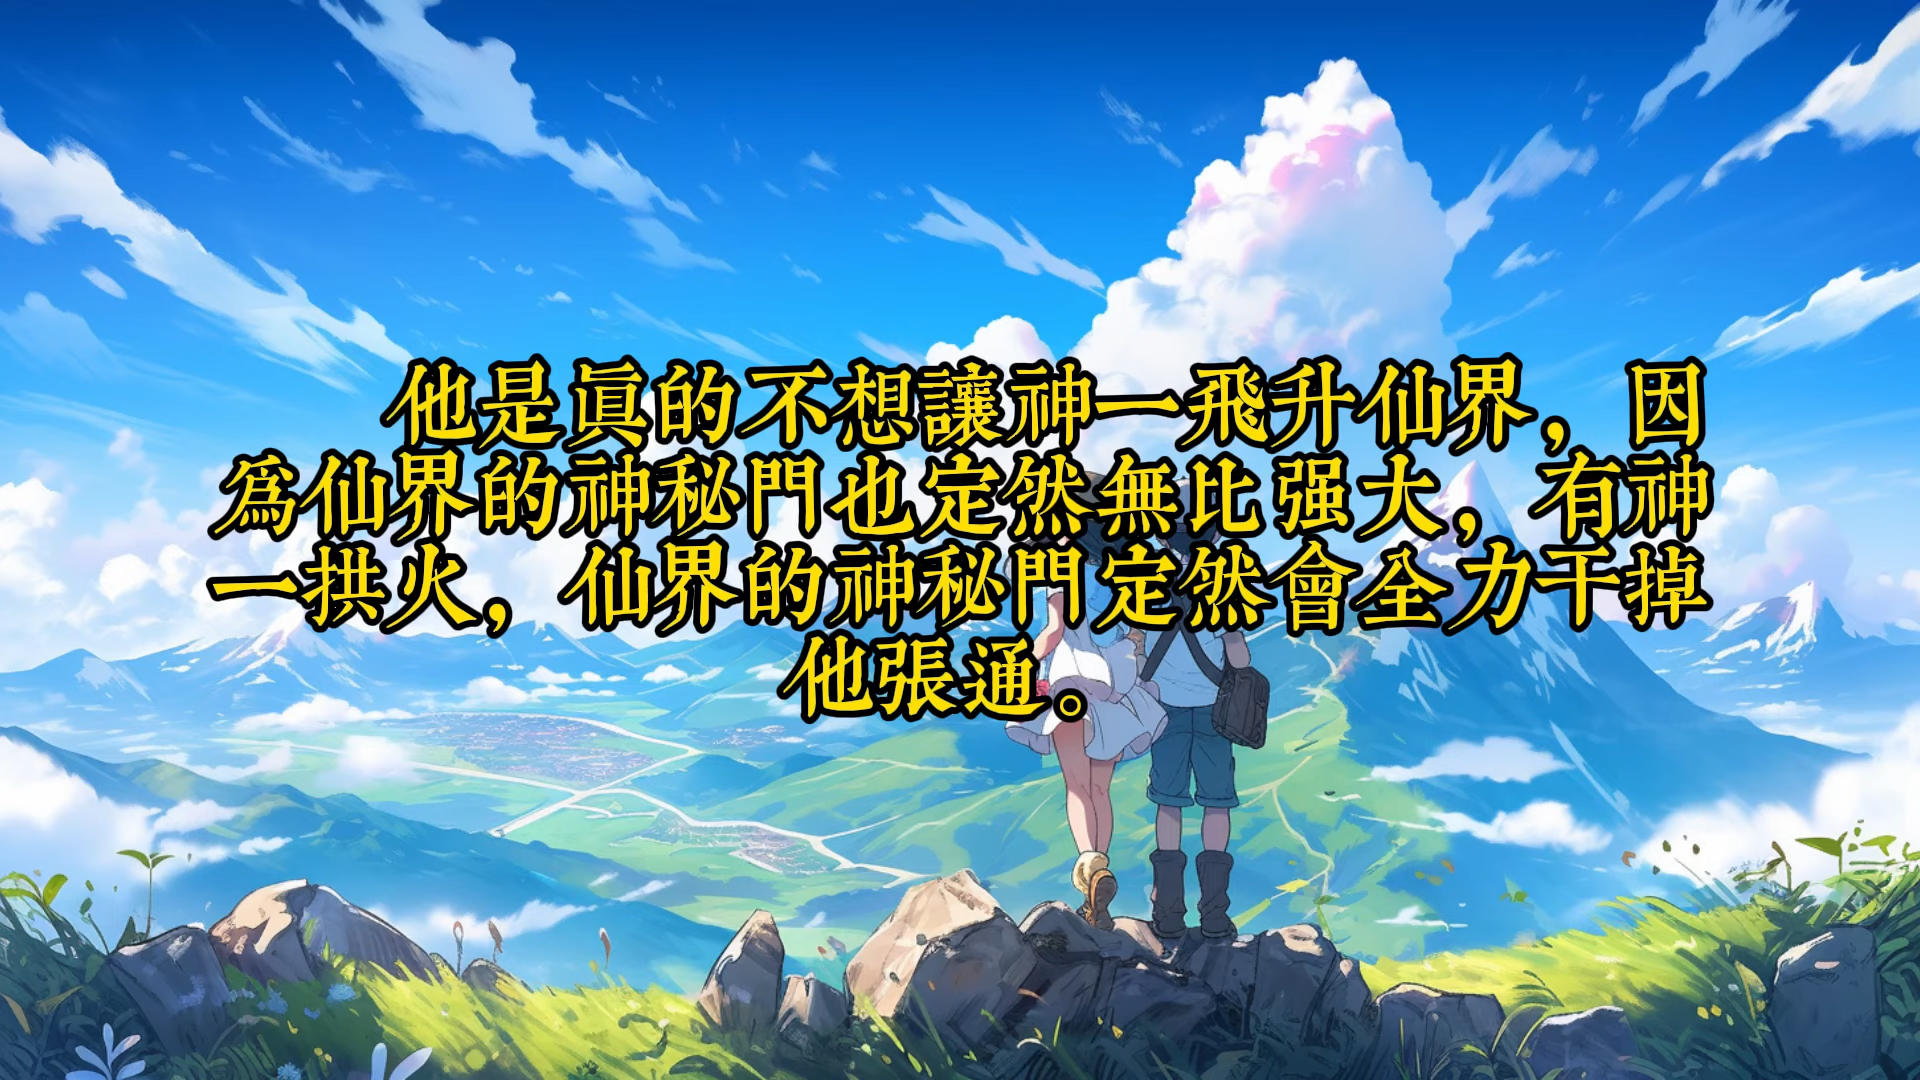 他是眞的不想讓神一飛升仙界，因
爲仙界的神秘門也定然無比强大，有神
一拱火，仙界的神秘門定然會全力干掉
他張通。